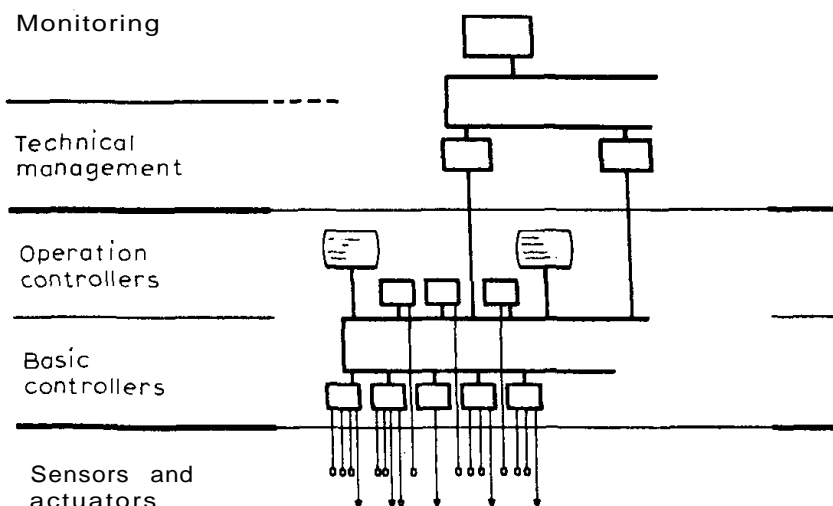 Monitoring
Technical
management
Operation
controllers
Basic
controllers
Sensors and
actuators